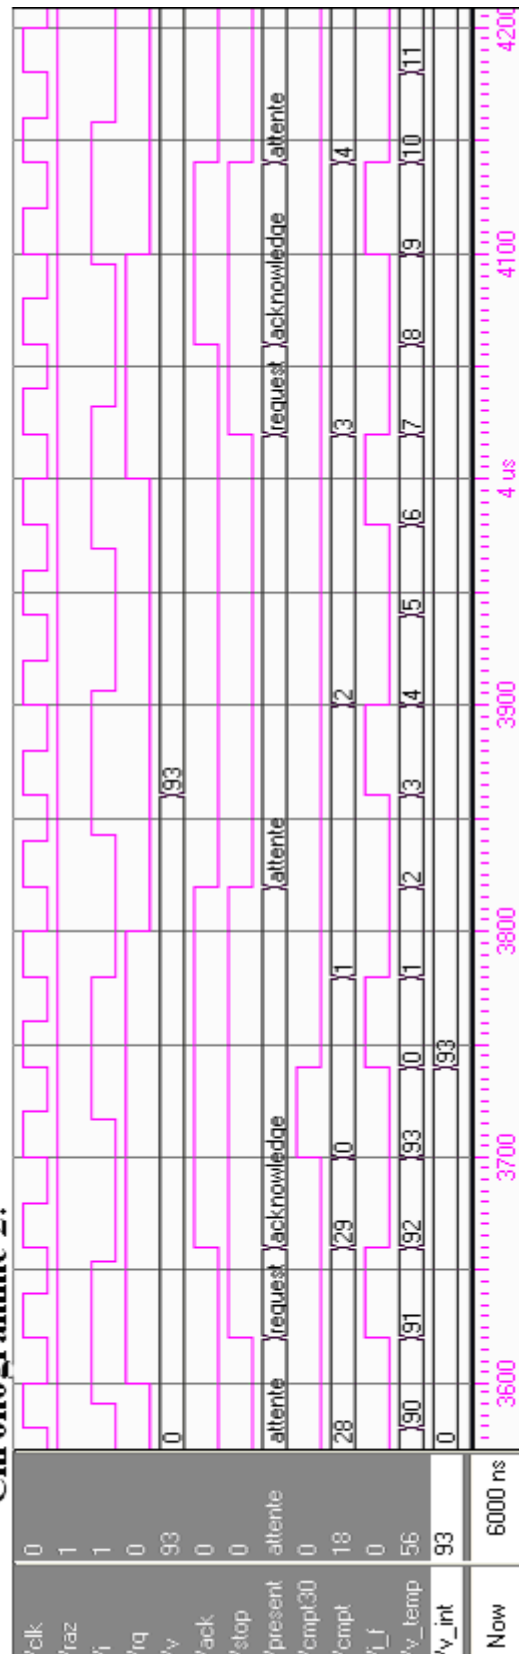 Chronogramme 2:
/clk 0
/raz 1
/i 1
/rq 0
/v 93 0 93
/ack 0
/stop 0
/present attente attente request acknowledge attente request acknowledge attente
/cmpt30 0
/cmpt 18 28 29 0 1 2 3 4
/i_f 0
/v_temp 56 90 91 92 93 0 1 2 3 4 5 6 7 8 9 10 11
/v_int 93 0 93
Now 6000 ns 3600 3700 3800 3900 4 us 4100 4200